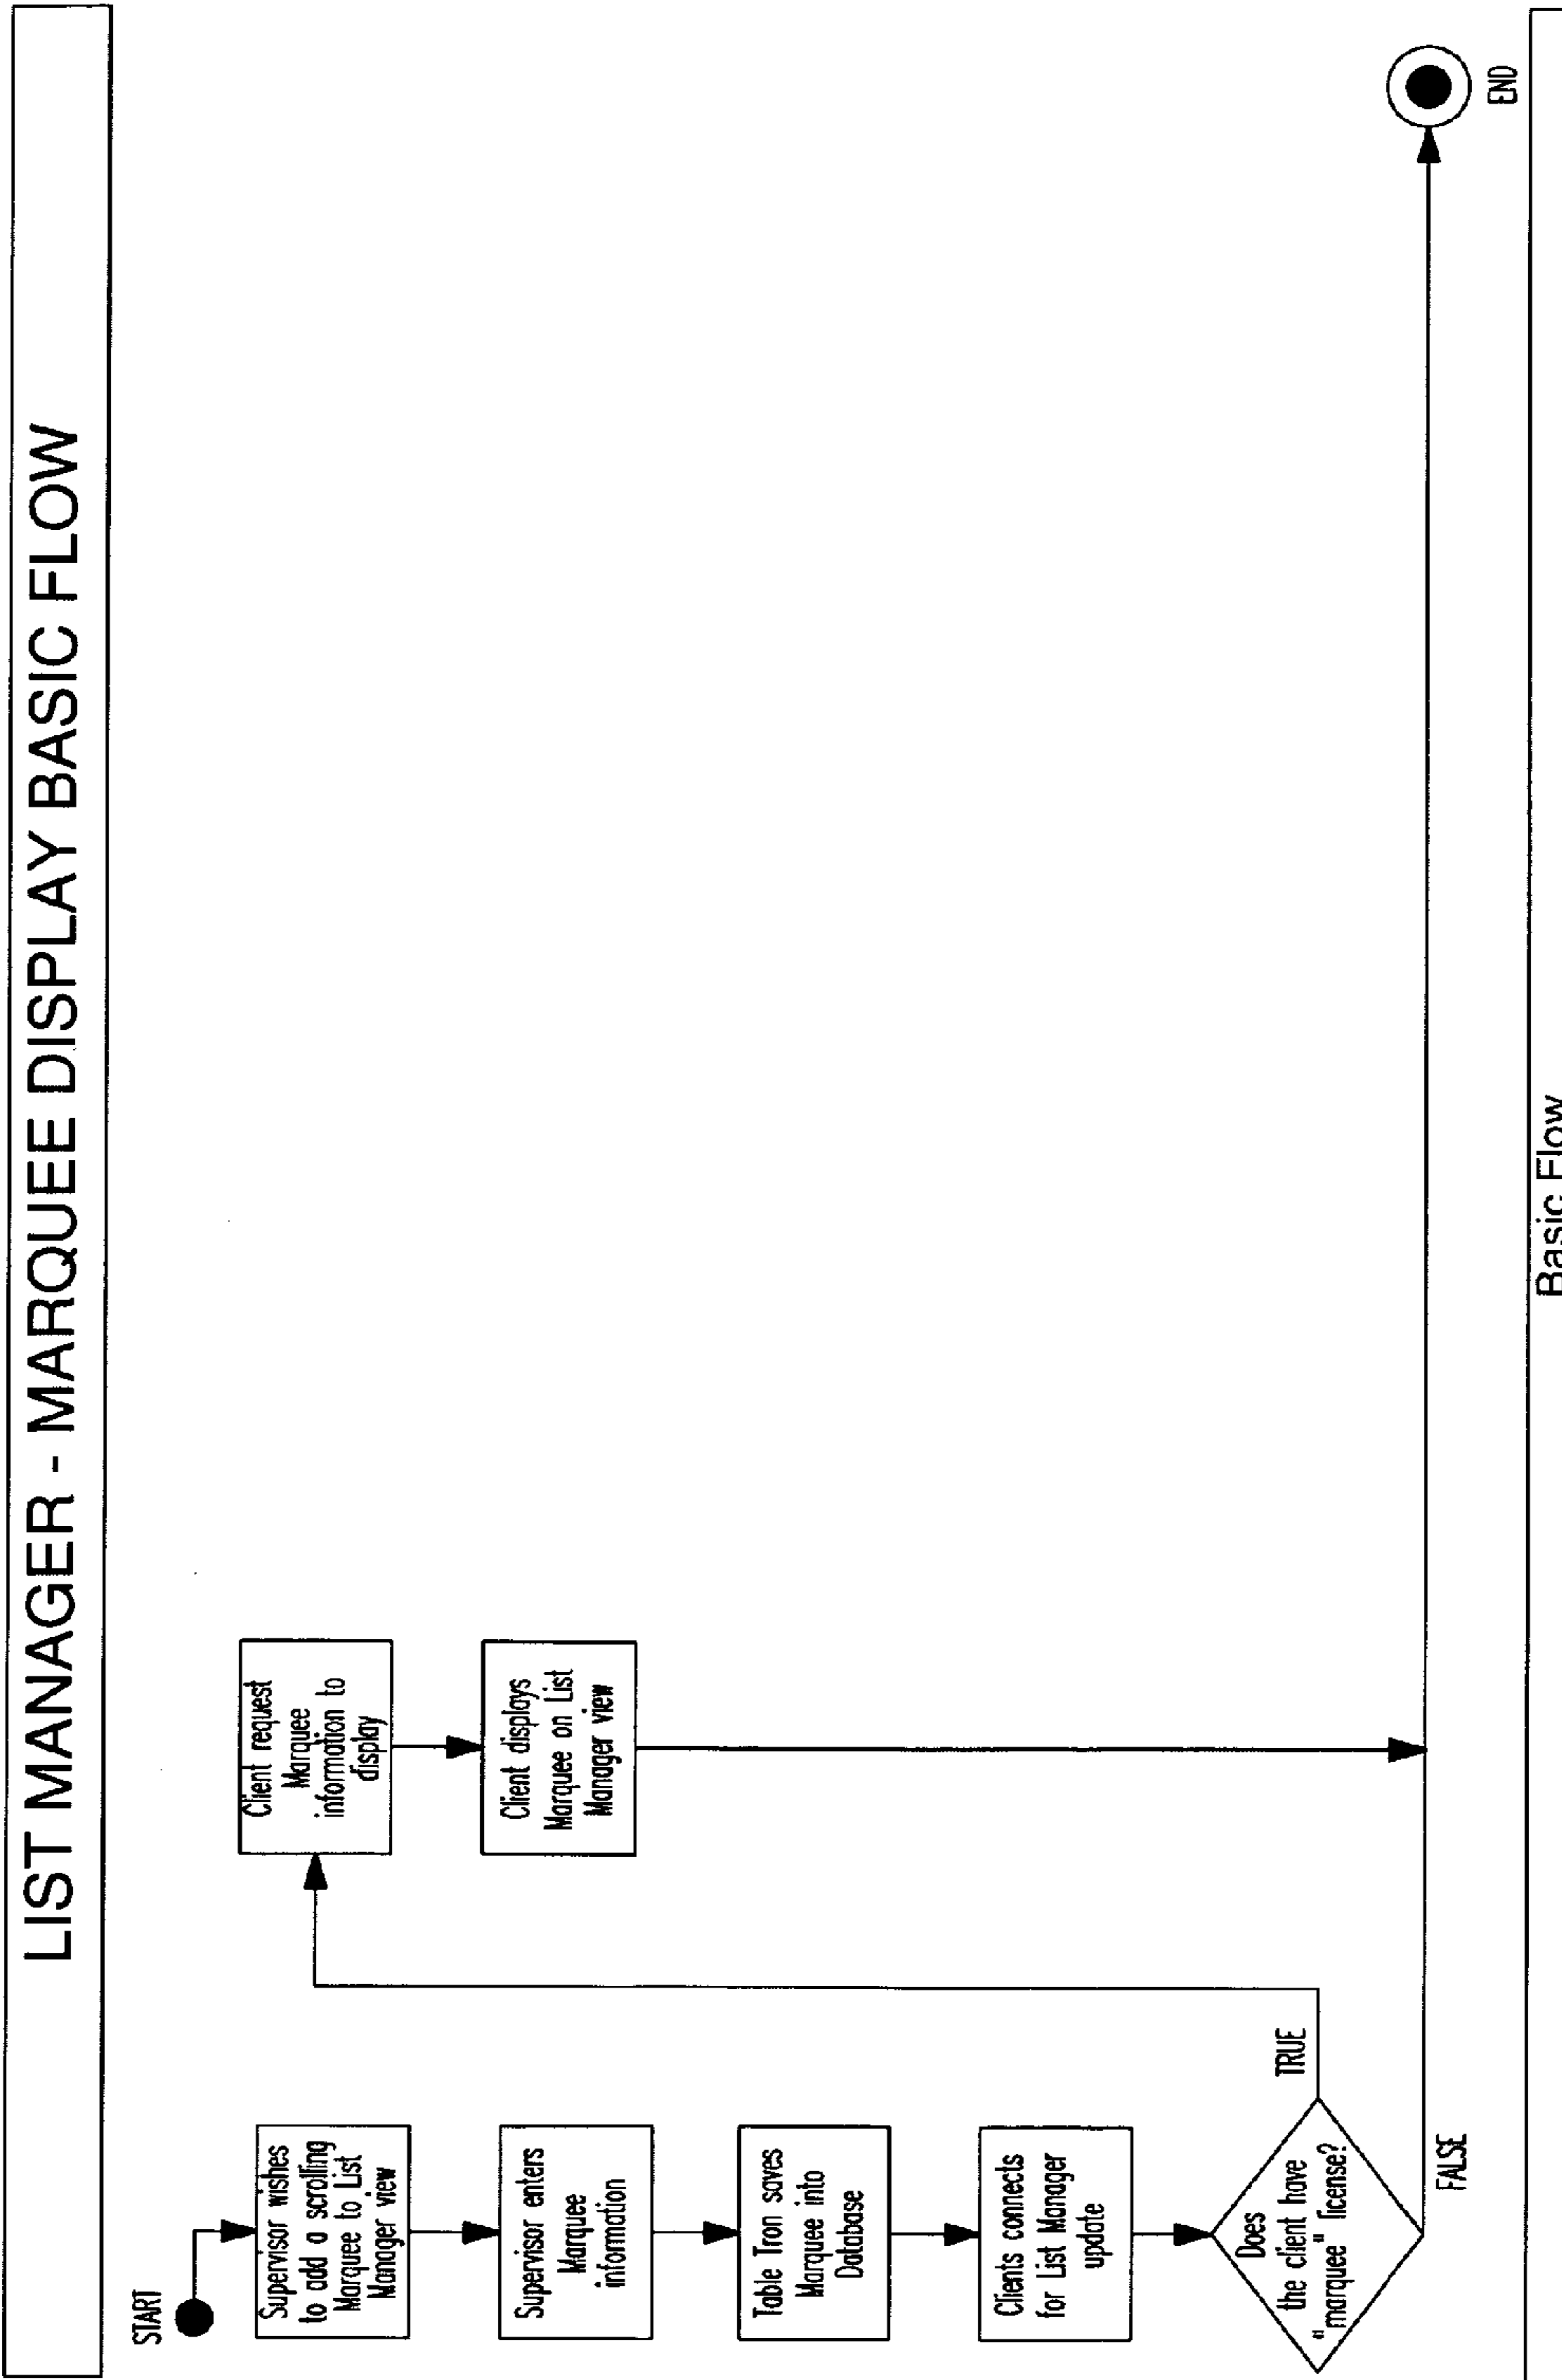 LIST MANAGER - MARQUEE DISPLAY BASIC FLOW
START
Supervisor wishes
to add a scrolling
Marquee to List
Manager view
Supervisor enters
Marquee
information
Table Tron saves
Marquee into
Database
Clients connects
for List Manager
update
Does
the client have
"marquee" license?
TRUE
FALSE
Client request
Marquee
information to
display
Client displays
Marquee on List
Manager view
END
Basic Flow